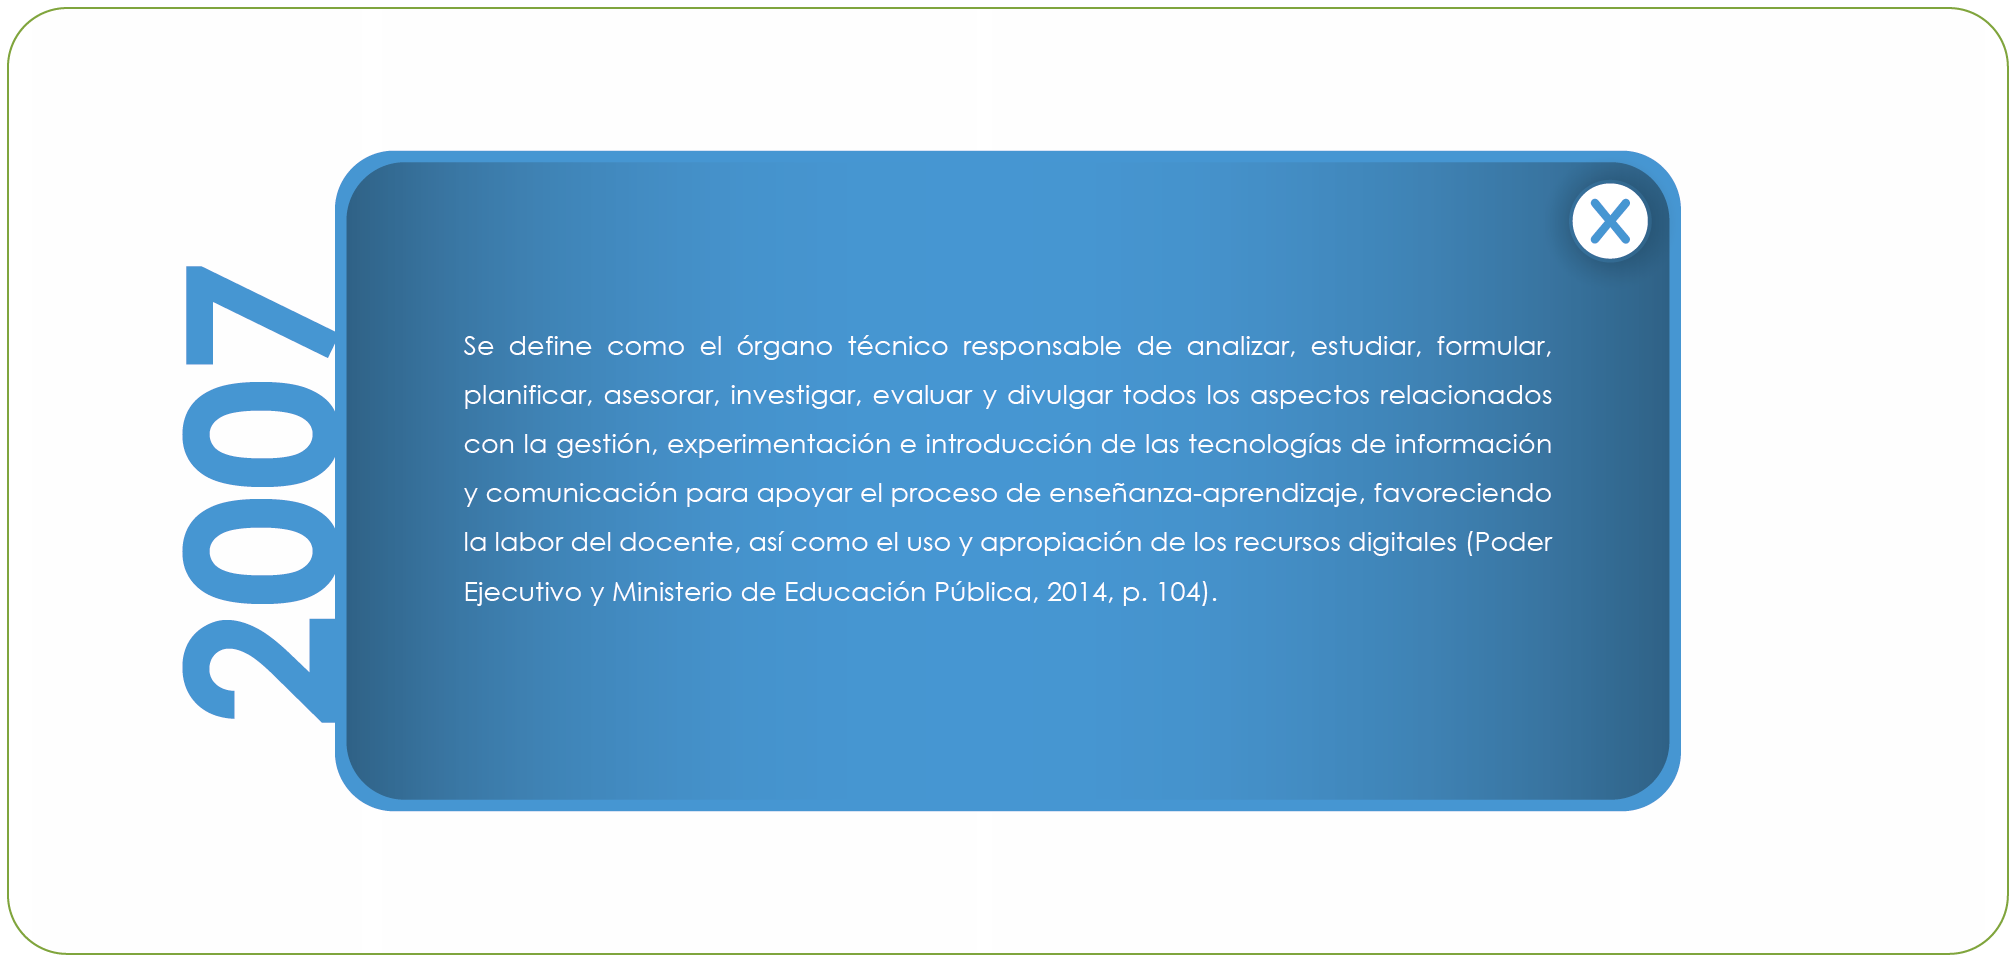 2007
X
Se define como el órgano técnico responsable de analizar, estudiar, formular,
planificar, asesorar, investigar, evaluar y divulgar todos los aspectos relacionados
con la gestión, experimentación e introducción de las tecnologías de información
y comunicación para apoyar el proceso de enseñanza-aprendizaje, favoreciendo
la labor del docente, así como el uso y apropiación de los recursos digitales (Poder
Ejecutivo y Ministerio de Educación Pública, 2014, p. 104).